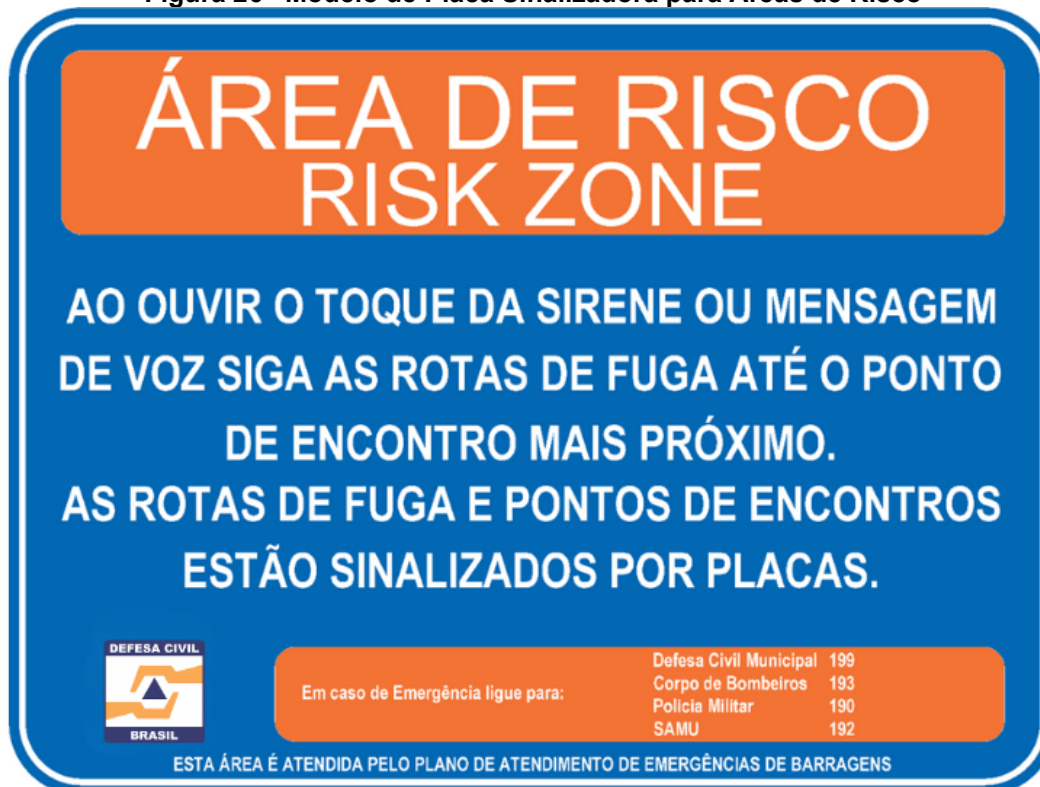 ÁREA DE RISCO
RISK ZONE
AO OUVIR O TOQUE DA SIRENE OU MENSAGEM
DE VOZ SIGA AS ROTAS DE FUGA ATÉ O PONTO
DE ENCONTRO MAIS PRÓXIMO.
AS ROTAS DE FUGA E PONTOS DE ENCONTROS
ESTÃO SINALIZADOS POR PLACAS.
DEFESA CIVIL
BRASIL
Em caso de Emergência ligue para:
Defesa Civil Municipal 199
Corpo de Bombeiros 193
Policia Militar 190
SAMU 192
ESTA ÁREA É ATENDIDA PELO PLANO DE ATENDIMENTO DE EMERGÊNCIAS DE BARRAGENS